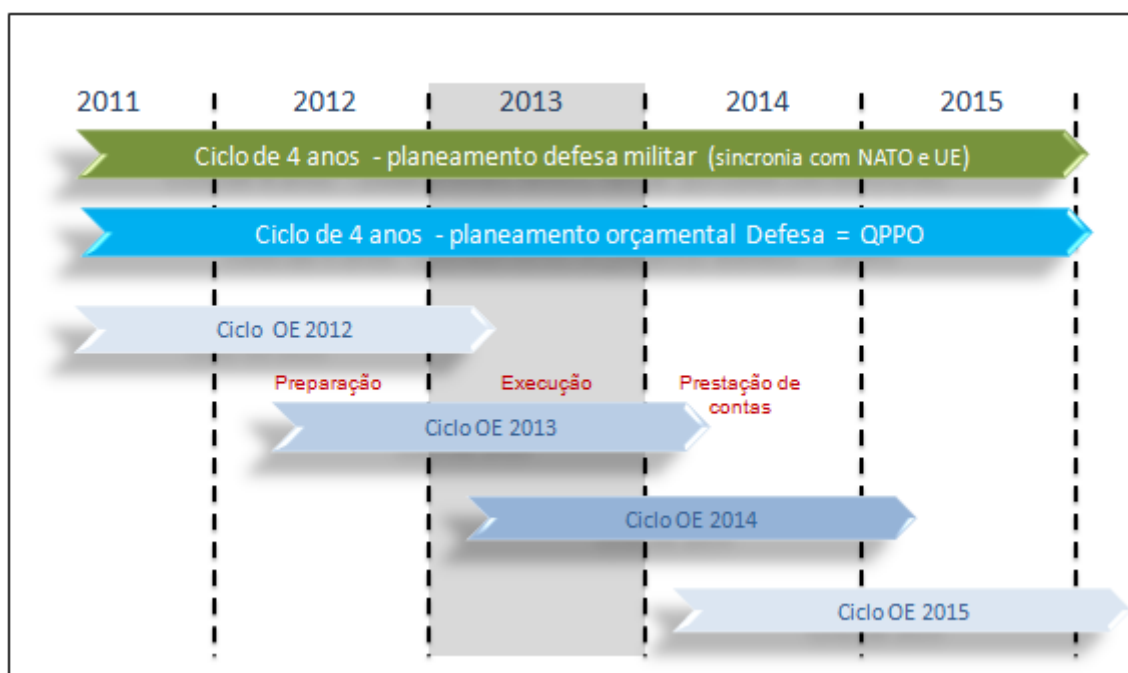 2011 2012 2013 2014 2015
Ciclo de 4 anos - planeamento defesa militar (sincronia com NATO e UE)
Ciclo de 4 anos - planeamento orçamental Defesa = QPPO
Ciclo OE 2012
Preparação Execução Prestação de
contas
Ciclo OE 2013
Ciclo OE 2014
Ciclo OE 2015